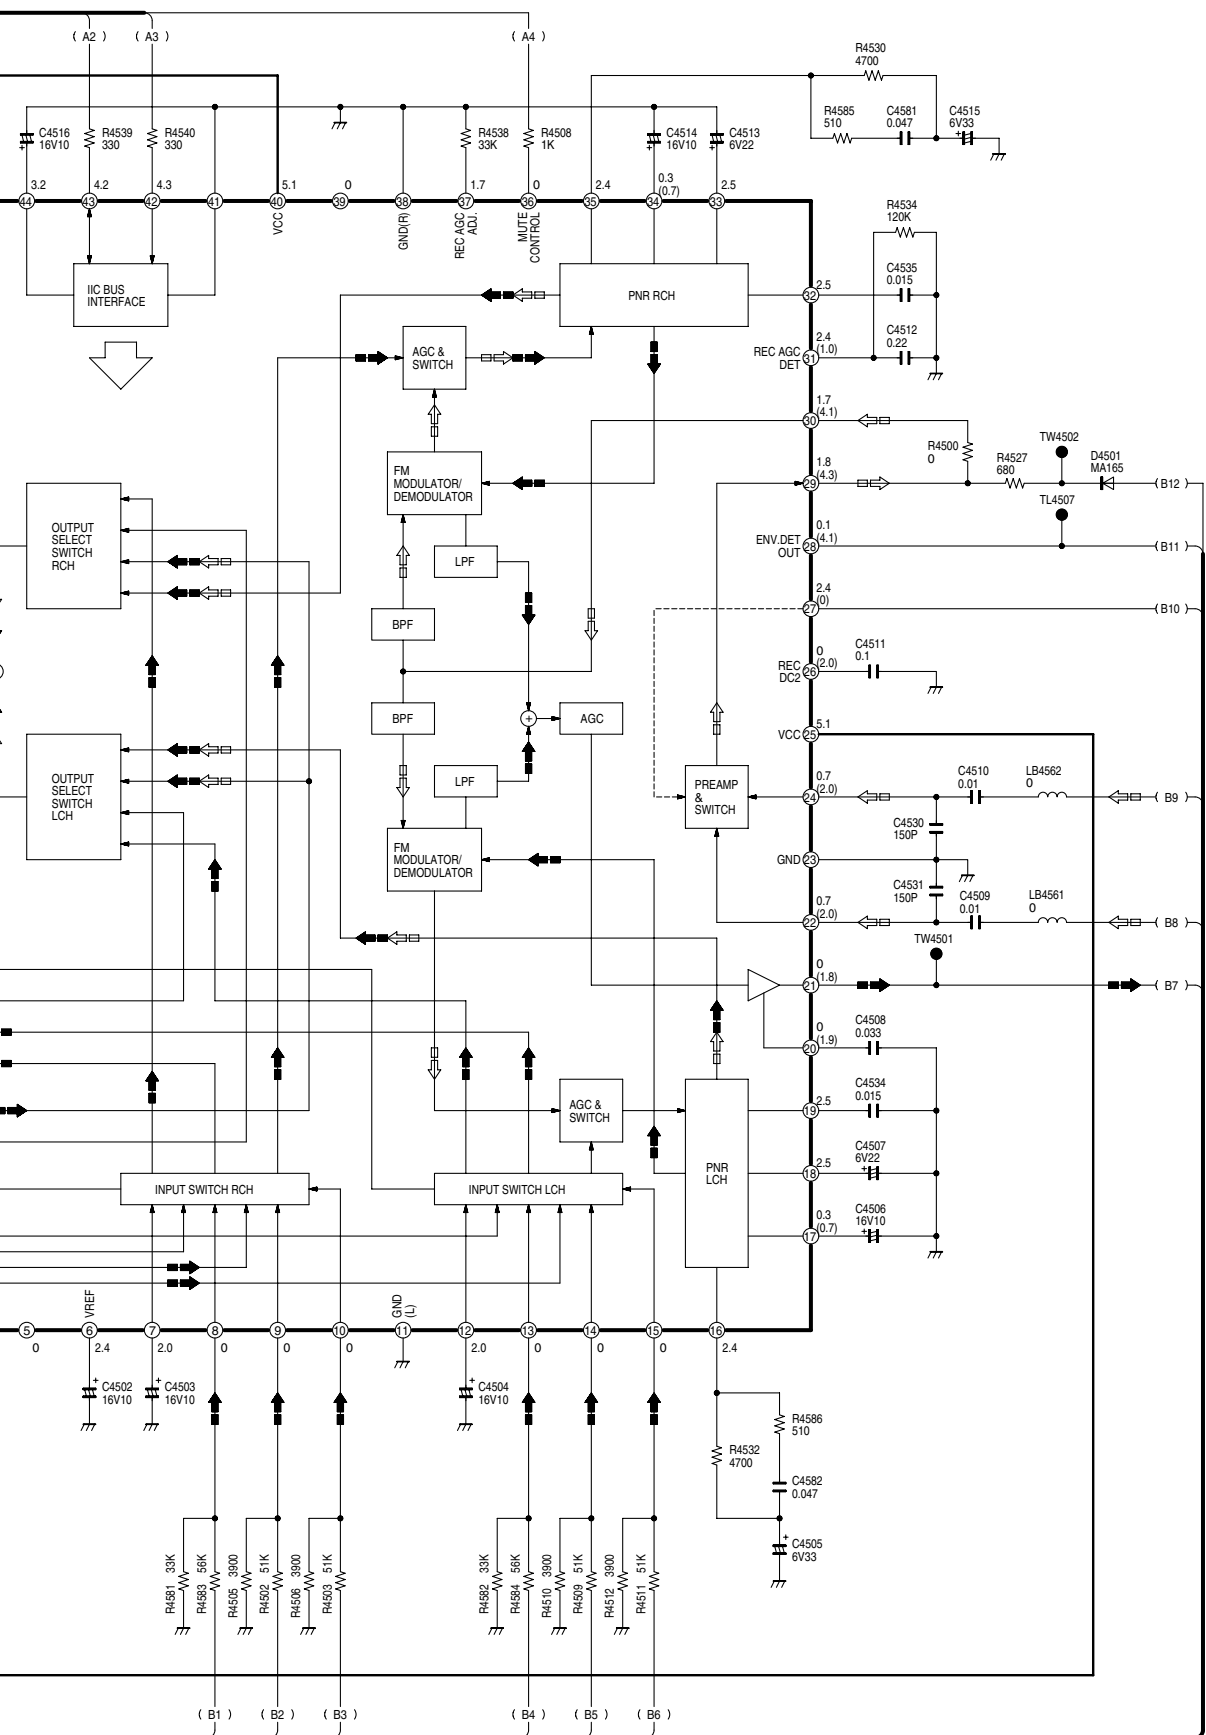 ( A2 ) ( A3 ) ( A4 )
R4530
4700
R4585
510
C4581
0.047
C4515
6V33
C4516
16V10
R4539
330
R4540
330
R4538
33K
R4508
1K
C4514
16V10
C4513
6V22
3.2 4.2 4.3 5.1 0 1.7 0 2.4 0.3
(0.7) 2.5
44 43 42 41 40 39 38 37 36 35 34 33
VCC
GND(R)
REC AGC
ADJ.
MUTE
CONTROL
R4534
120K
IIC BUS
INTERFACE
PNR RCH
32 2.5
C4535
0.015
AGC &
SWITCH
REC AGC
DET
31 2.4
(1.0)
C4512
0.22
30 1.7
(4.1)
R4500
0
R4527
680
TW4502
D4501
MA165
FM
MODULATOR/
DEMODULATOR
29 1.8
(4.3)
( B12 )
TL4507
OUTPUT
SELECT
SWITCH
RCH
LPF
ENV.DET
OUT
28 0.1
(4.1)
( B11 )
BPF
27 2.4
(0)
( B10 )
REC
DC2
26 0
(2.0)
C4511
0.1
BPF
+
AGC
VCC 25 5.1
OUTPUT
SELECT
SWITCH
LCH
LPF
PREAMP
&
SWITCH
24 0.7
(2.0)
C4510
0.01
LB4562
0
( B9 )
C4530
150P
FM
MODULATOR/
DEMODULATOR
GND 23
C4531
150P
C4509
0.01
LB4561
0
22 0.7
(2.0)
( B8 )
TW4501
21 0
(1.8)
( B7 )
20 0
(1.9)
C4508
0.033
AGC &
SWITCH
19 2.5
C4534
0.015
PNR
LCH
18 2.5
C4507
6V22
INPUT SWITCH RCH
INPUT SWITCH LCH
17 0.3
(0.7)
C4506
16V10
VREF
GND
(L)
5 6 7 8 9 10 11 12 13 14 15 16
0 2.4 2.0 0 0 0 2.0 0 0 0 2.4
C4502
16V10
C4503
16V10
C4504
16V10
R4586
510
R4532
4700
C4582
0.047
C4505
6V33
R4581 33K
R4583 56K
R4505 3900
R4502 51K
R4506 3900
R4503 51K
R4582 33K
R4584 56K
R4510 3900
R4509 51K
R4512 3900
R4511 51K
( B1 ) ( B2 ) ( B3 ) ( B4 ) ( B5 ) ( B6 )